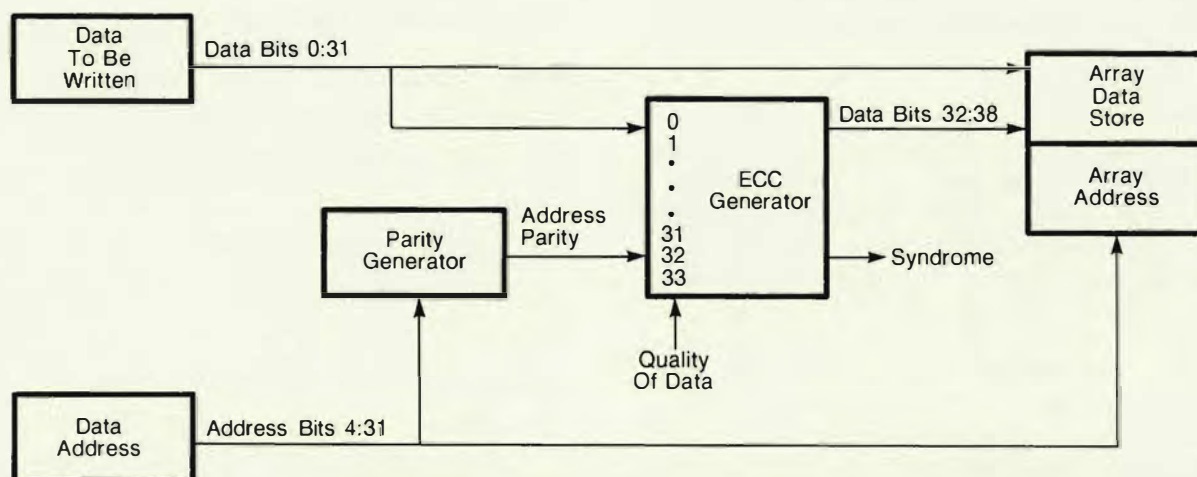 Data
To Be
Written
Data Bits 0:31
Array
Data
Store
Array
Address
0
1
•
•
•
31
32
33
ECC
Generator
Data Bits 32:38
Syndrome
Parity
Generator
Address
Parity
Quality
Of Data
Data
Address
Address Bits 4:31